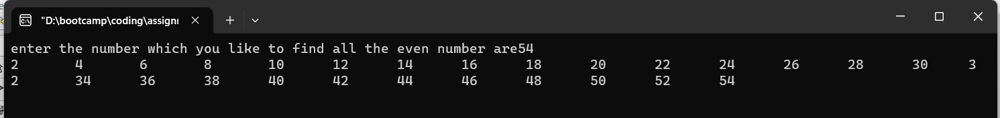 "D:\bootcamp\coding\assignı
enter the number which you like to find all the even number are54
2 4 6 8 10 12 14 16 18 20 22 24 26 28 30 3
2 34 36 38 40 42 44 46 48 50 52 54